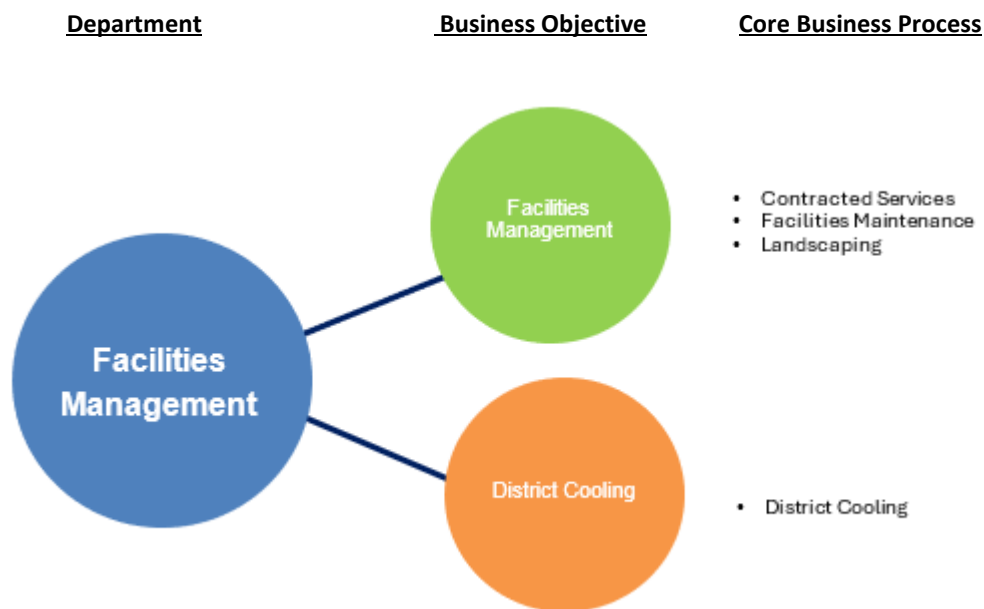 Department
Business Objective
Core Business Process
Facilities
Management
Facilities
Management
• Contracted Services
• Facilities Maintenance
• Landscaping
District Cooling
• District Cooling